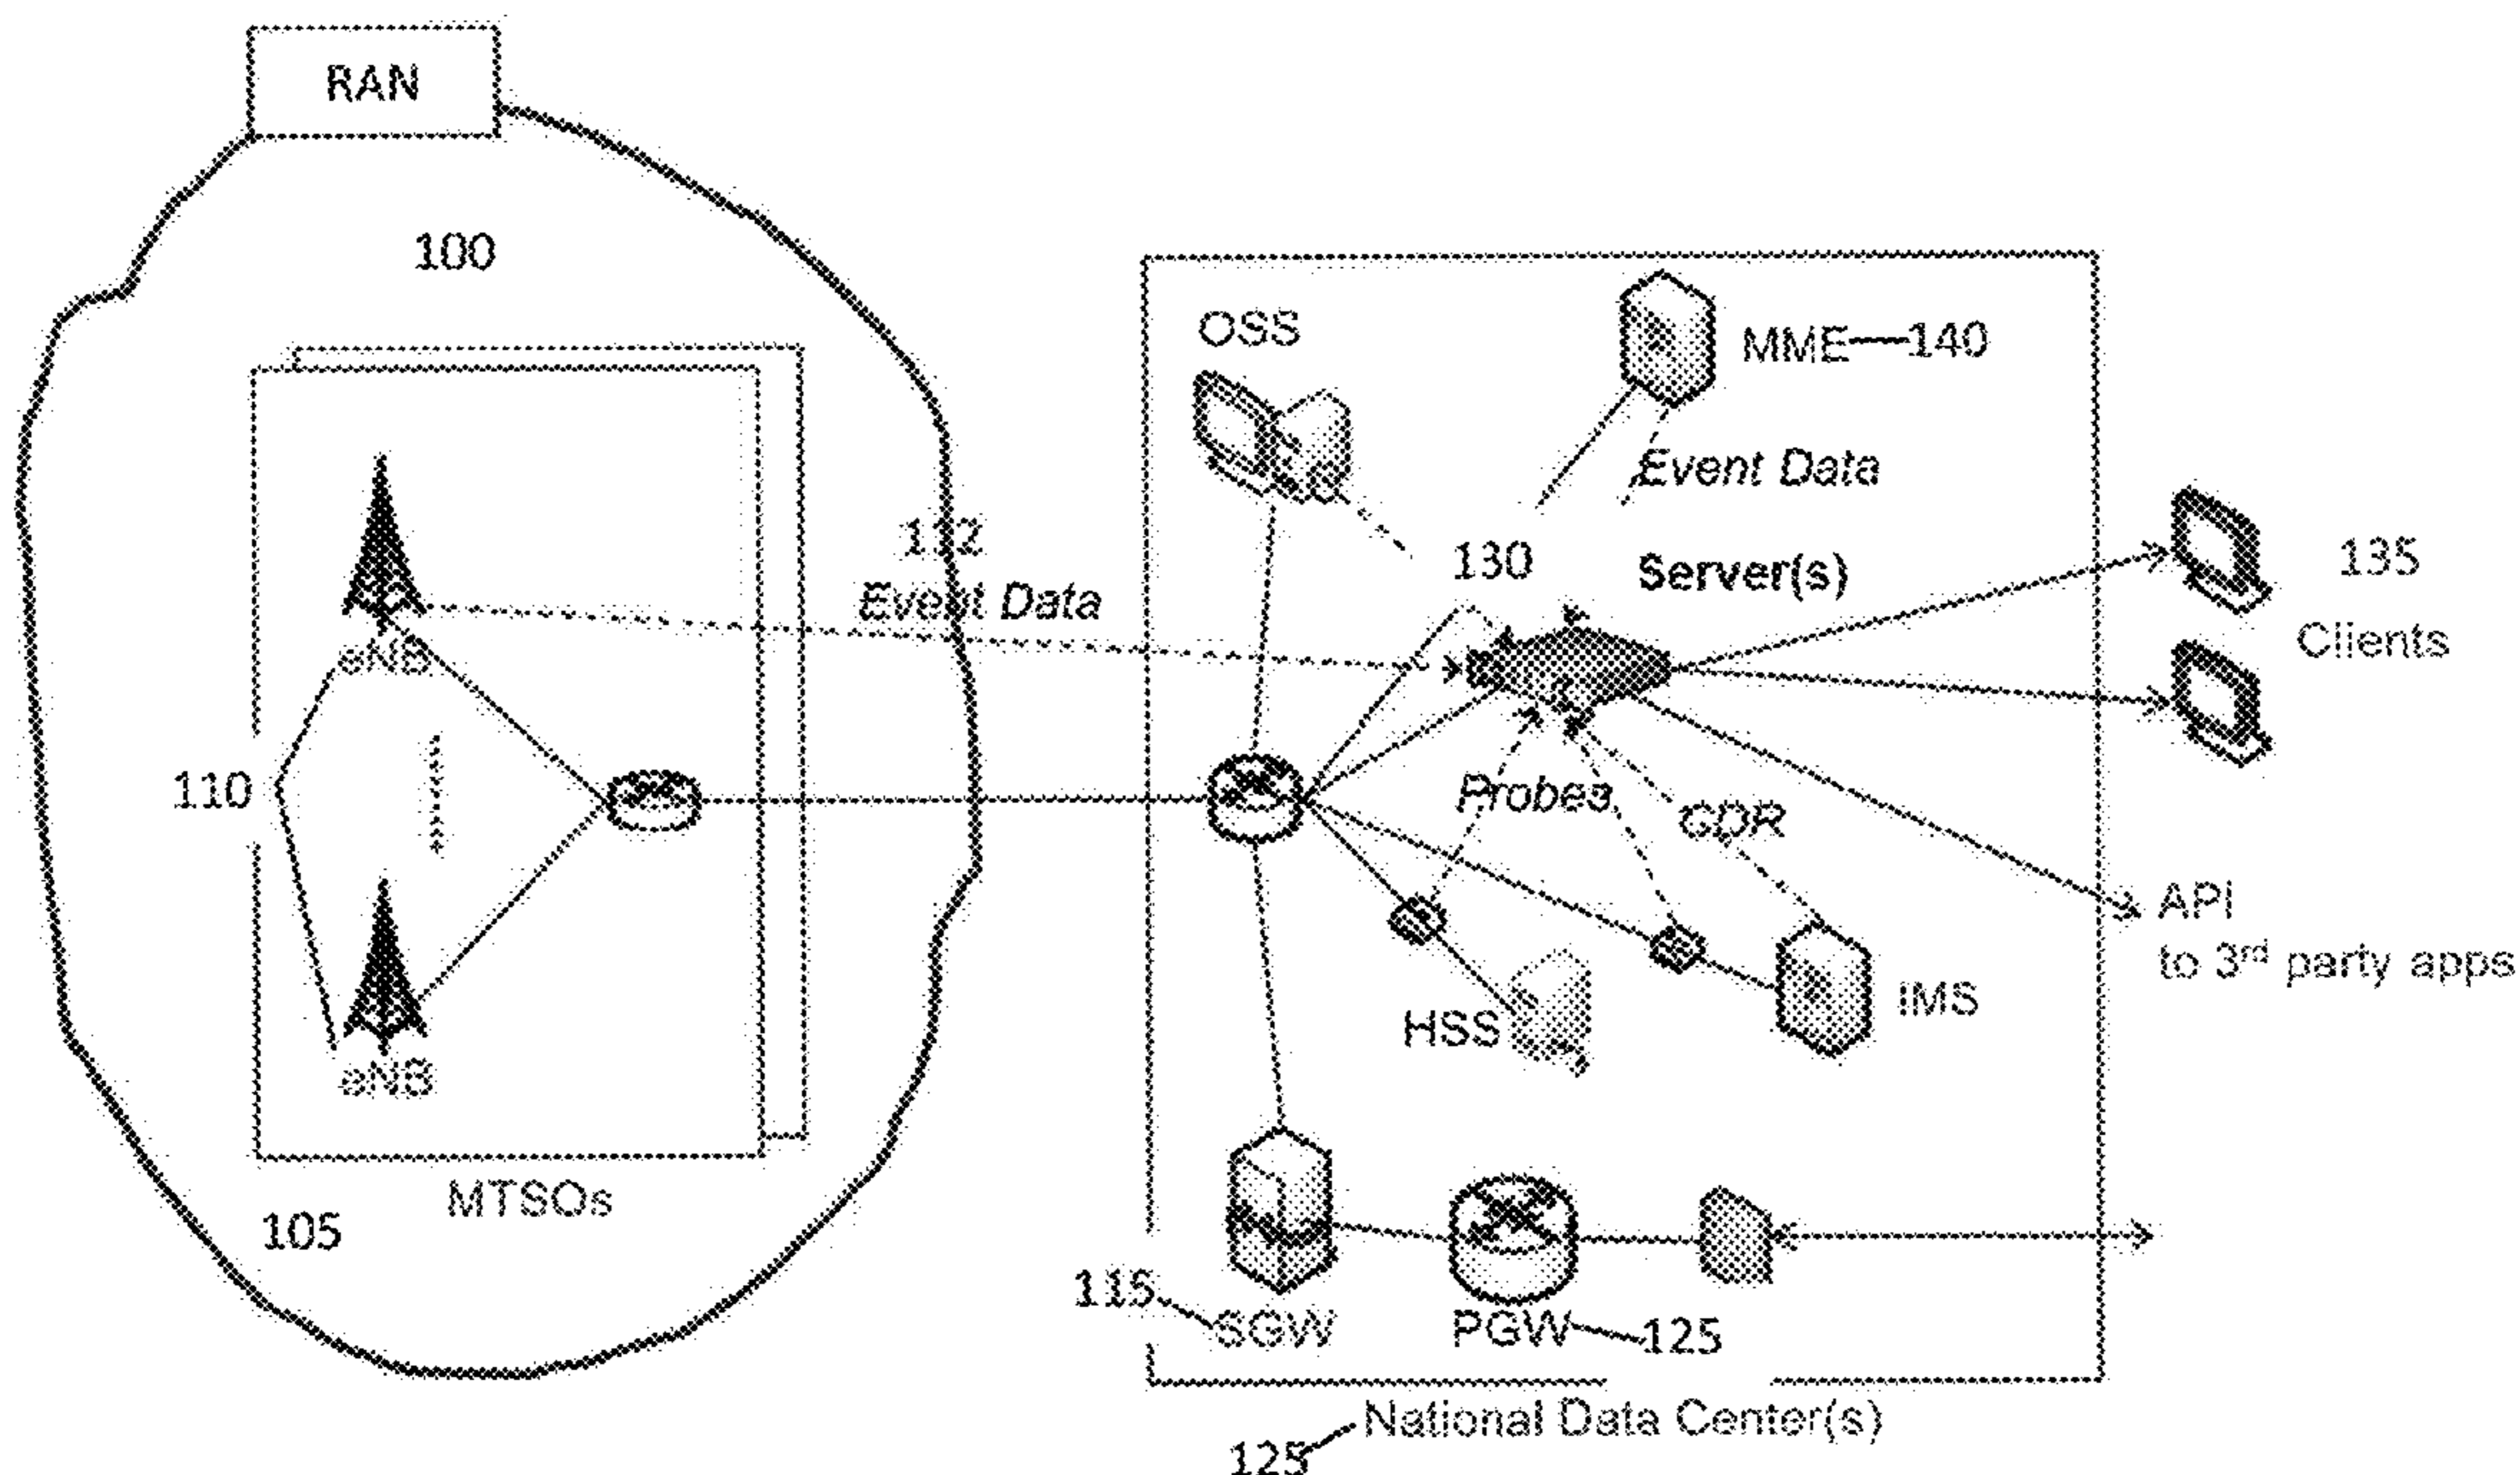 RAN
100
OSS
MME
140
Event Data
132
Event Data
130
Server(s)
135
Clients
eNB
110
Probes
CDR
API
to 3rd party apps
HSS
IMS
eNB
MTSOs
105
115
SGW
PGW
125
National Data Center(s)
125